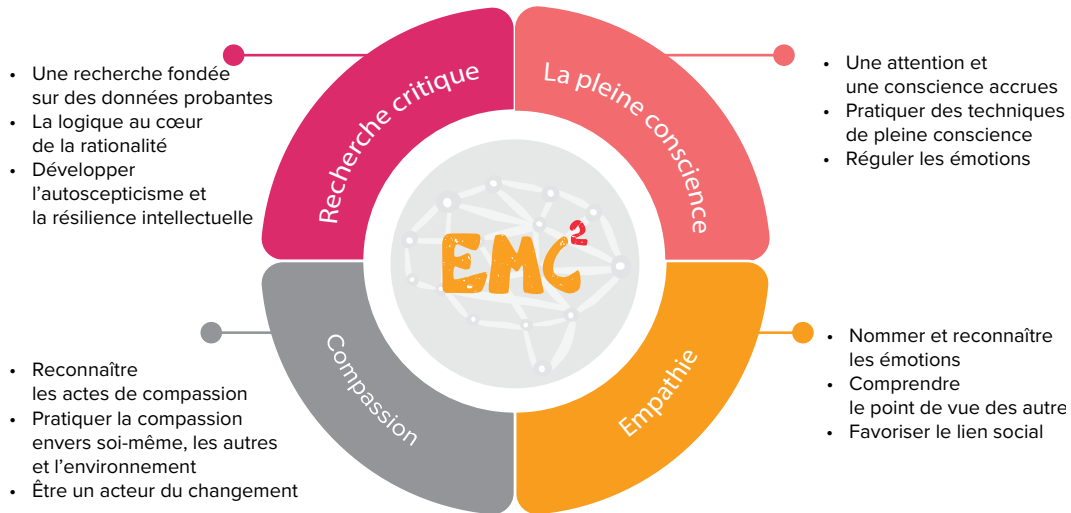 Recherche critique
• Une recherche fondée
sur des données probantes
• La logique au cœur
de la rationalité
• Développer
l’autoscepticisme et
la résilience intellectuelle
La pleine conscience
• Une attention et
une conscience accrues
• Pratiquer des techniques
de pleine conscience
• Réguler les émotions
EMC²
Compassion
• Reconnaître
les actes de compassion
• Pratiquer la compassion
envers soi-même, les autres
et l’environnement
• Être un acteur du changement
Empathie
• Nommer et reconnaître
les émotions
• Comprendre
le point de vue des autre
• Favoriser le lien social